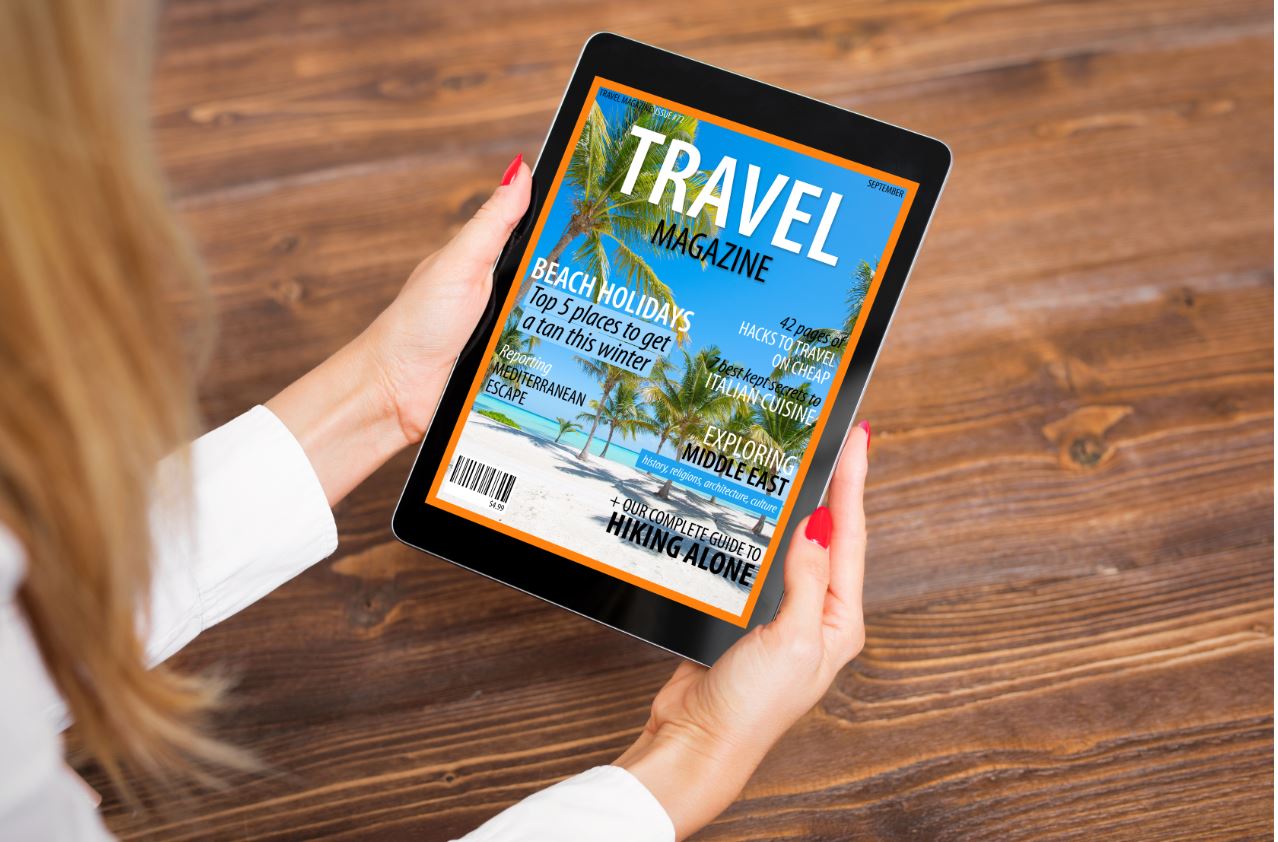 TRAVEL MAGAZINE ISSUE #72
SEPTEMBER
TRAVEL
MAGAZINE
BEACH HOLIDAYS
Top 5 places to get
a tan this winter
Reporting
MEDITERRANEAN
ESCAPE
42 pages of
HACKS TO TRAVEL
ON CHEAP
7 best kept secrets to
ITALIAN CUISINE
EXPLORING
MIDDLE EAST
history, religions, architecture, culture
+ OUR COMPLETE GUIDE TO
HIKING ALONE
$4.99